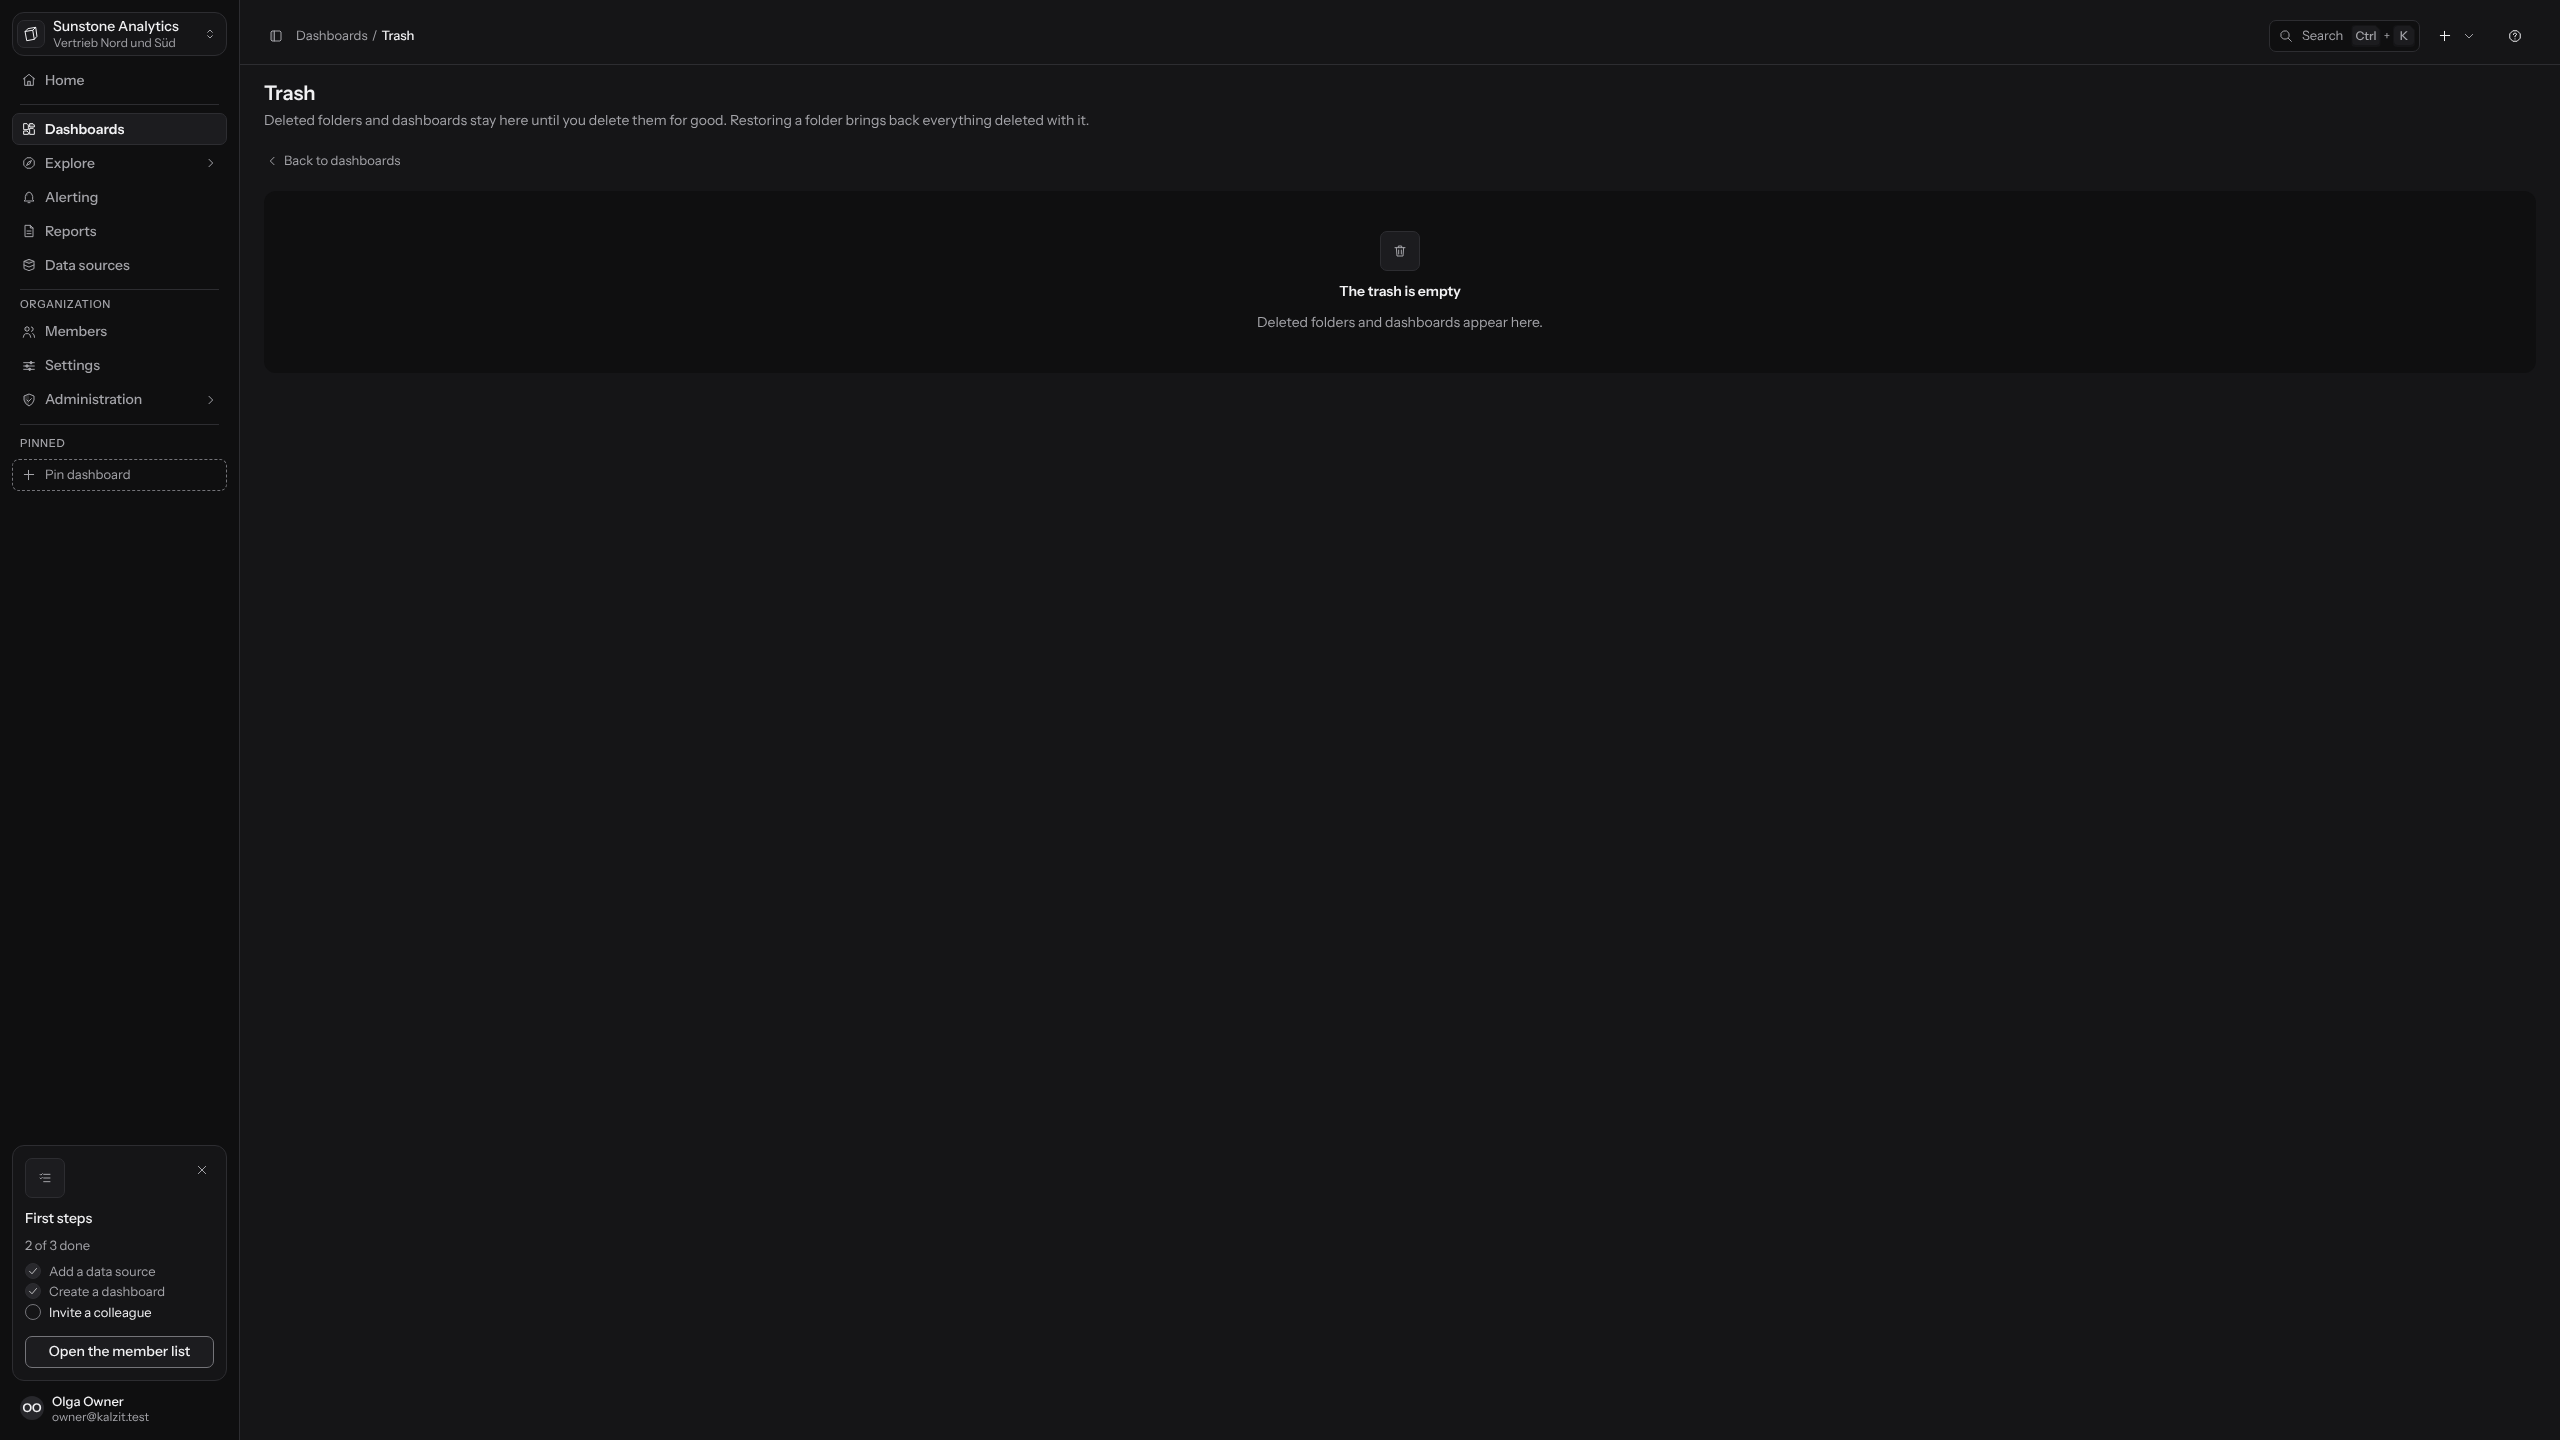 Sunstone Analytics
Vertrieb Nord und Süd
Home
Dashboards
Explore
Alerting
Reports
Data sources
ORGANIZATION
Members
Settings
Administration
PINNED
Pin dashboard
First steps
2 of 3 done
Add a data source
Create a dashboard
Invite a colleague
Open the member list
OO
Olga Owner
owner@kalzit.test
Dashboards / Trash
Search Ctrl + K
Trash
Deleted folders and dashboards stay here until you delete them for good. Restoring a folder brings back everything deleted with it.
Back to dashboards
The trash is empty
Deleted folders and dashboards appear here.